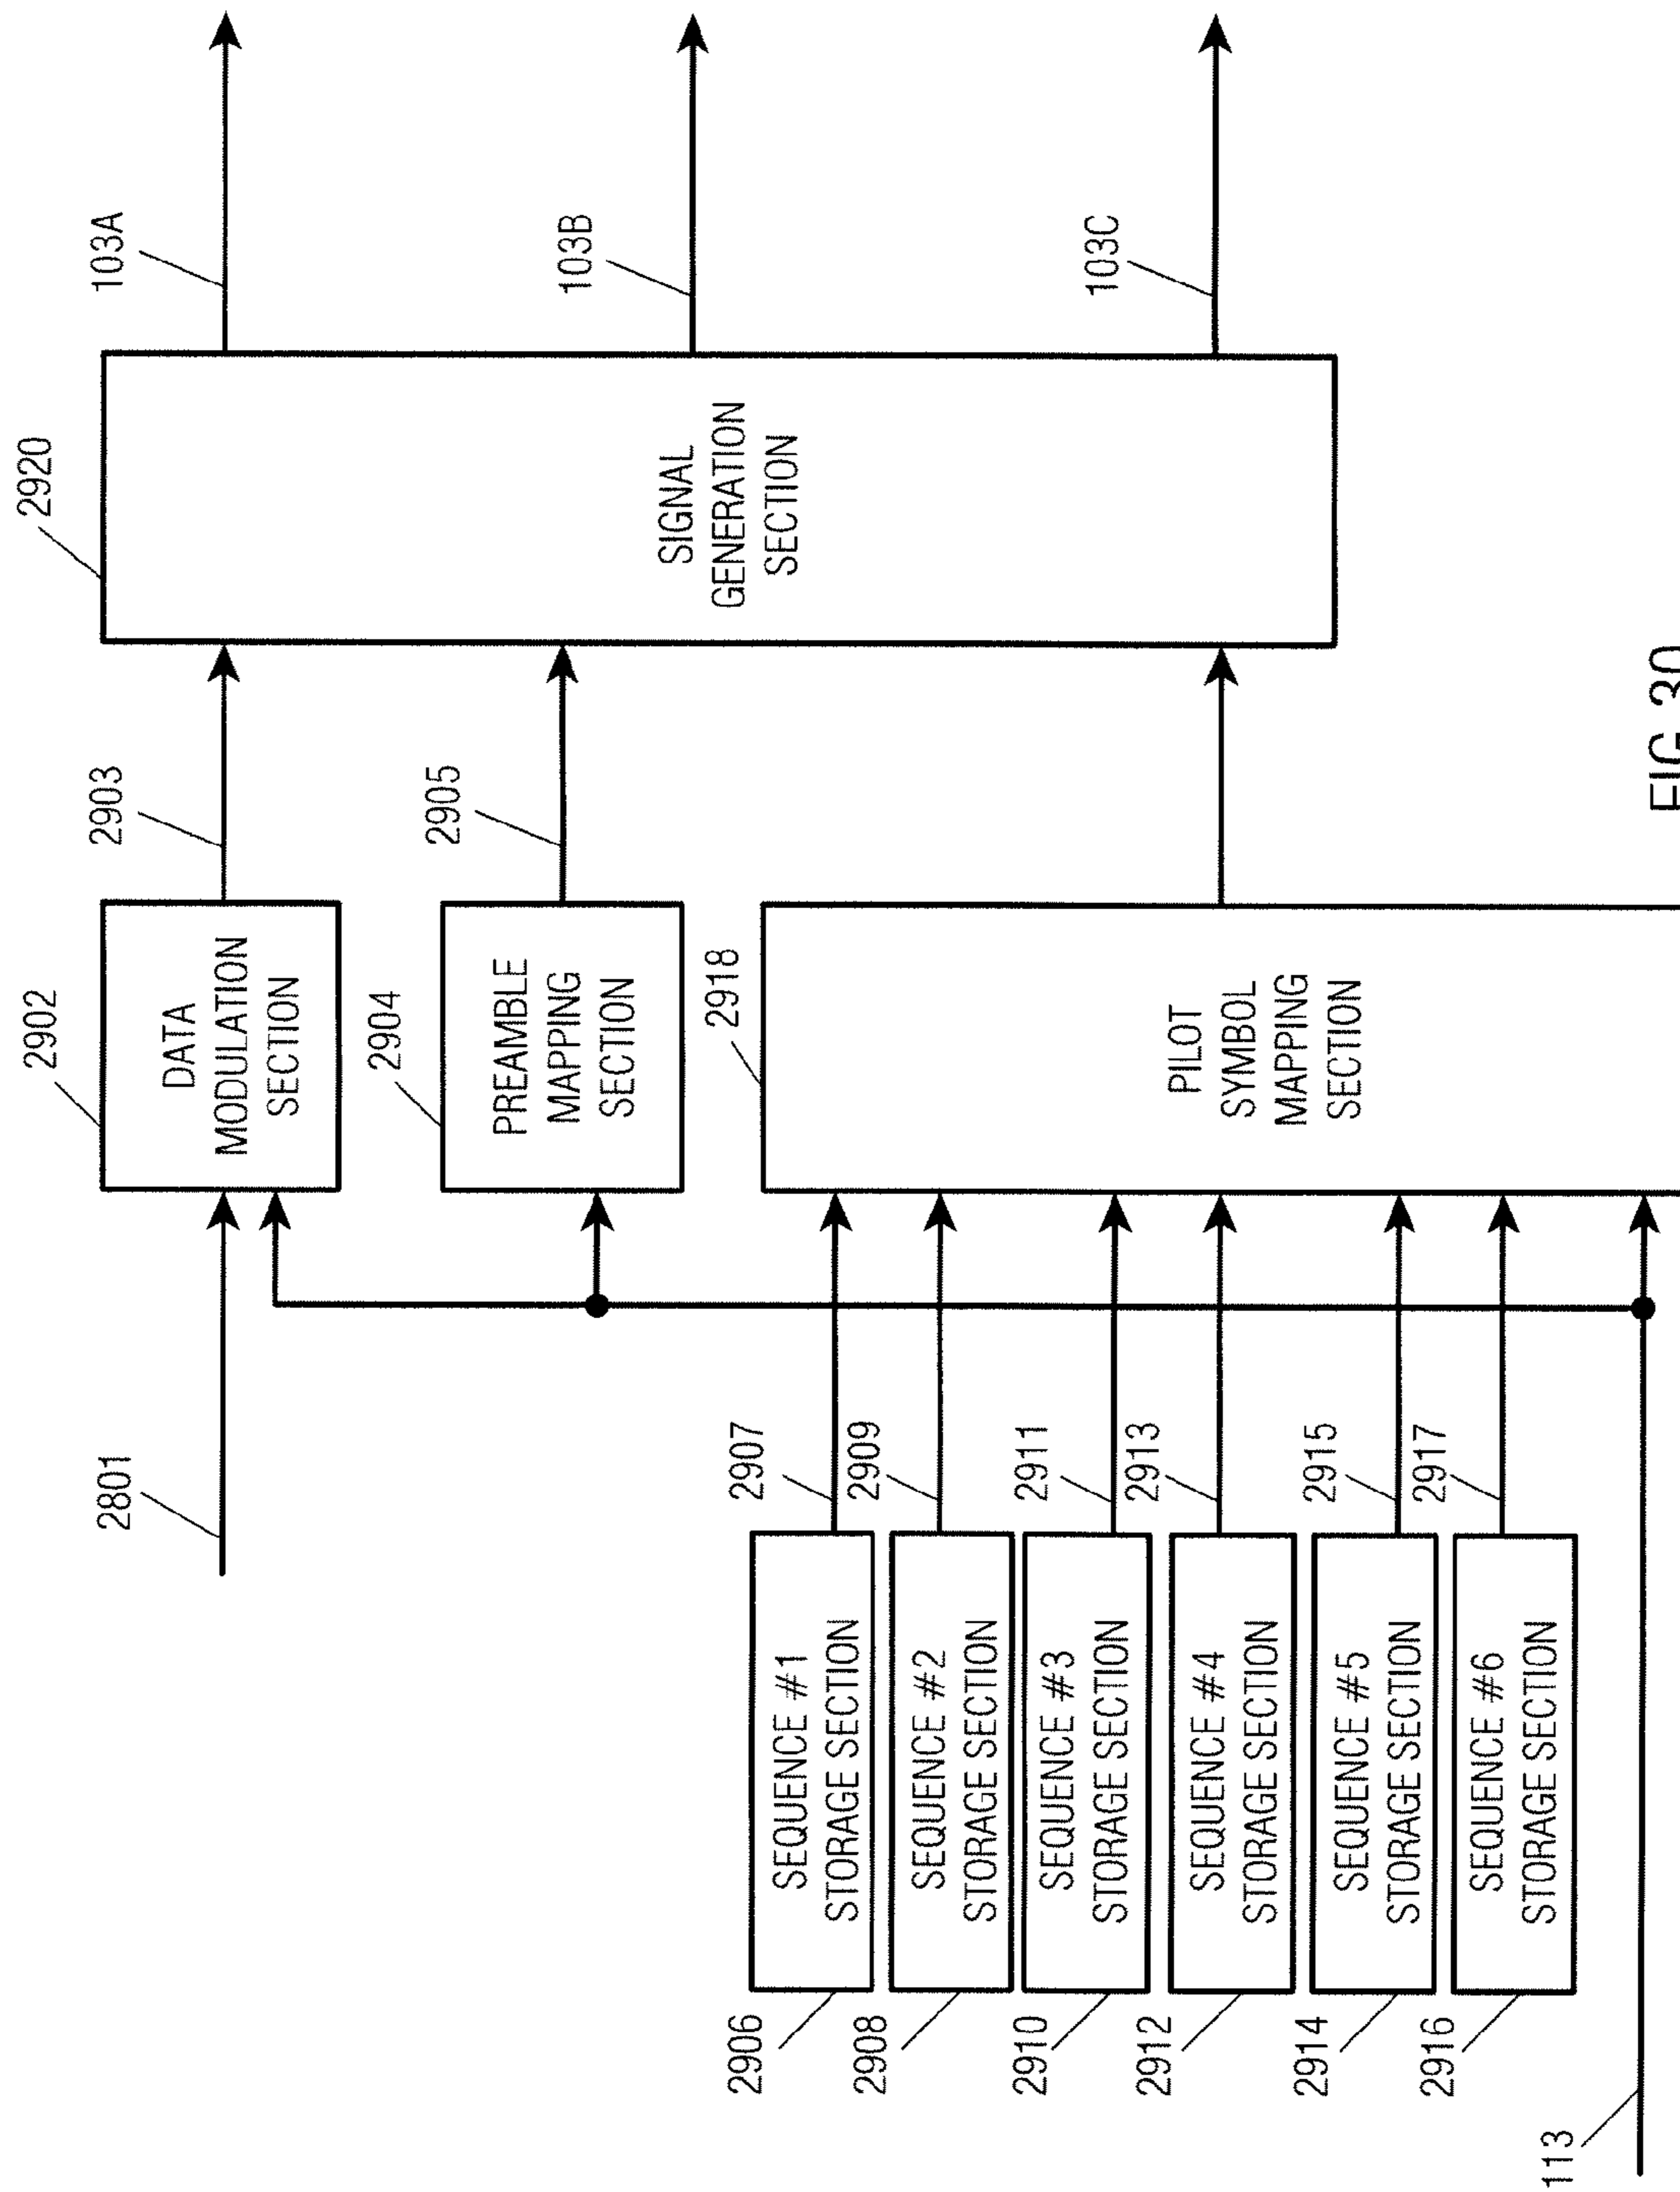 2801
2902
DATA
MODULATION
SECTION
2903
2920
SIGNAL
GENERATION
SECTION
103A
103B
103C
2904
PREAMBLE
MAPPING
SECTION
2905
2918
PILOT
SYMBOL
MAPPING
SECTION
2906
SEQUENCE #1
STORAGE SECTION
2907
2908
SEQUENCE #2
STORAGE SECTION
2909
2910
SEQUENCE #3
STORAGE SECTION
2911
2912
SEQUENCE #4
STORAGE SECTION
2913
2914
SEQUENCE #5
STORAGE SECTION
2915
2916
SEQUENCE #6
STORAGE SECTION
2917
113
FIG. 30